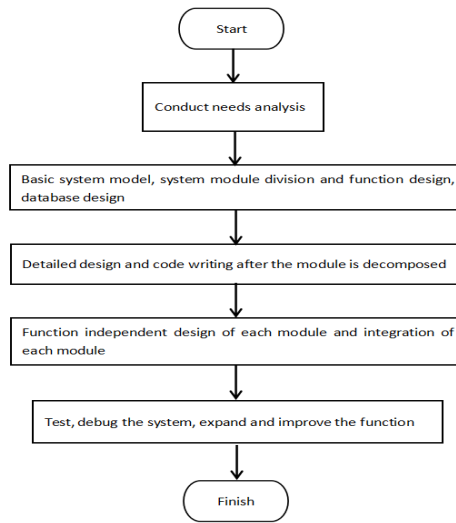 Start
Conduct needs analysis
Basic system model, system module division and function design,
database design
Detailed design and code writing after the module is decomposed
Function independent design of each module and integration of
each module
Test, debug the system, expand and improve the function
Finish